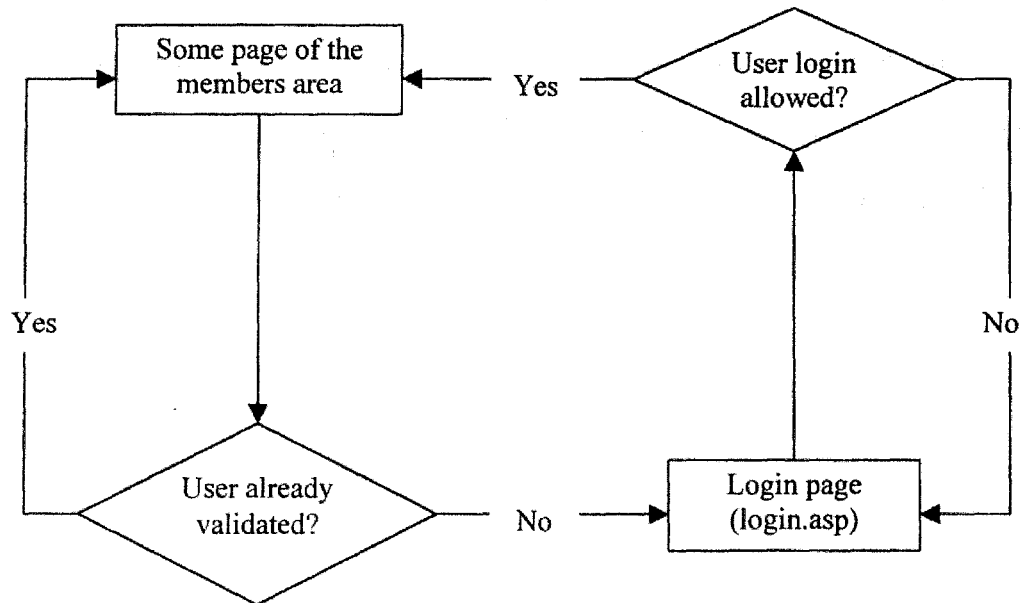 Some page of the
members area
Yes
User login
allowed?
Yes
No
User already
validated?
No
Login page
(login.asp)